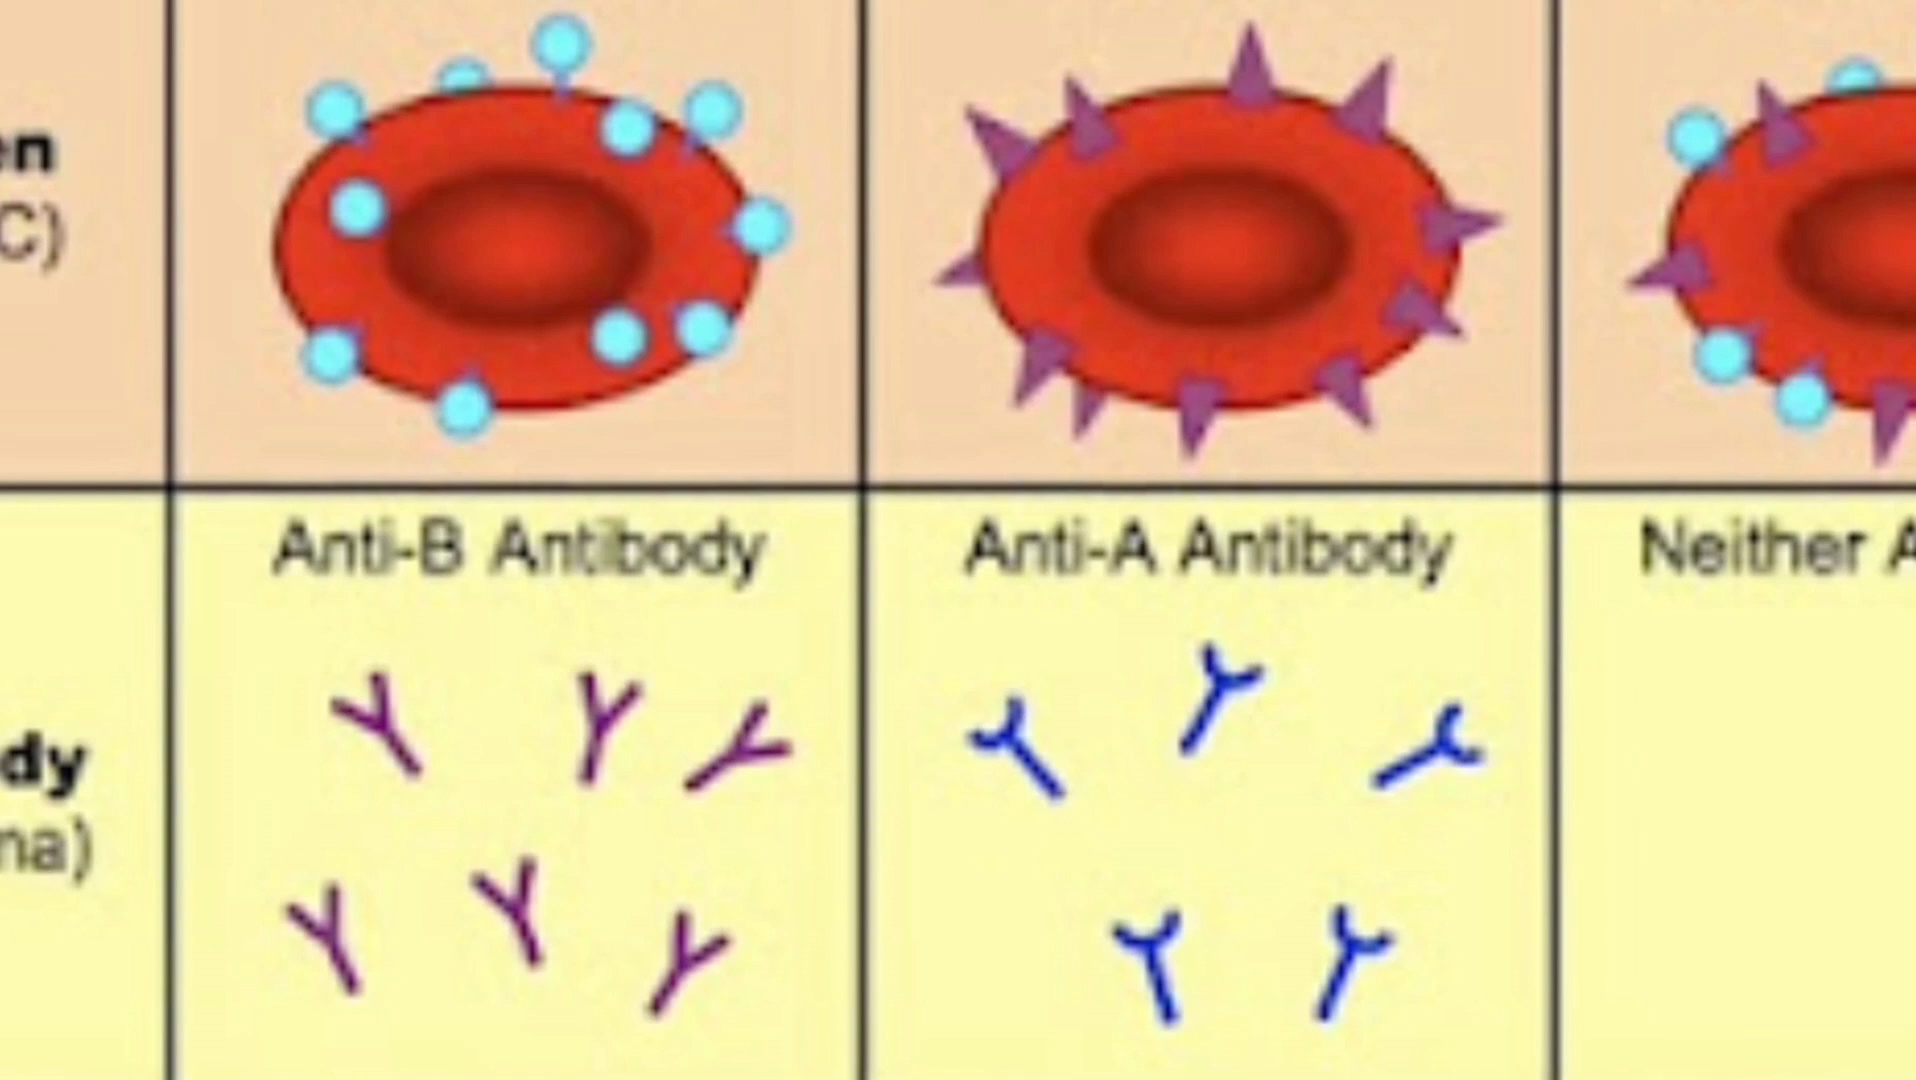 en
C)
Anti-B Antibody
Anti-A Antibody
Neither A
dy
na)